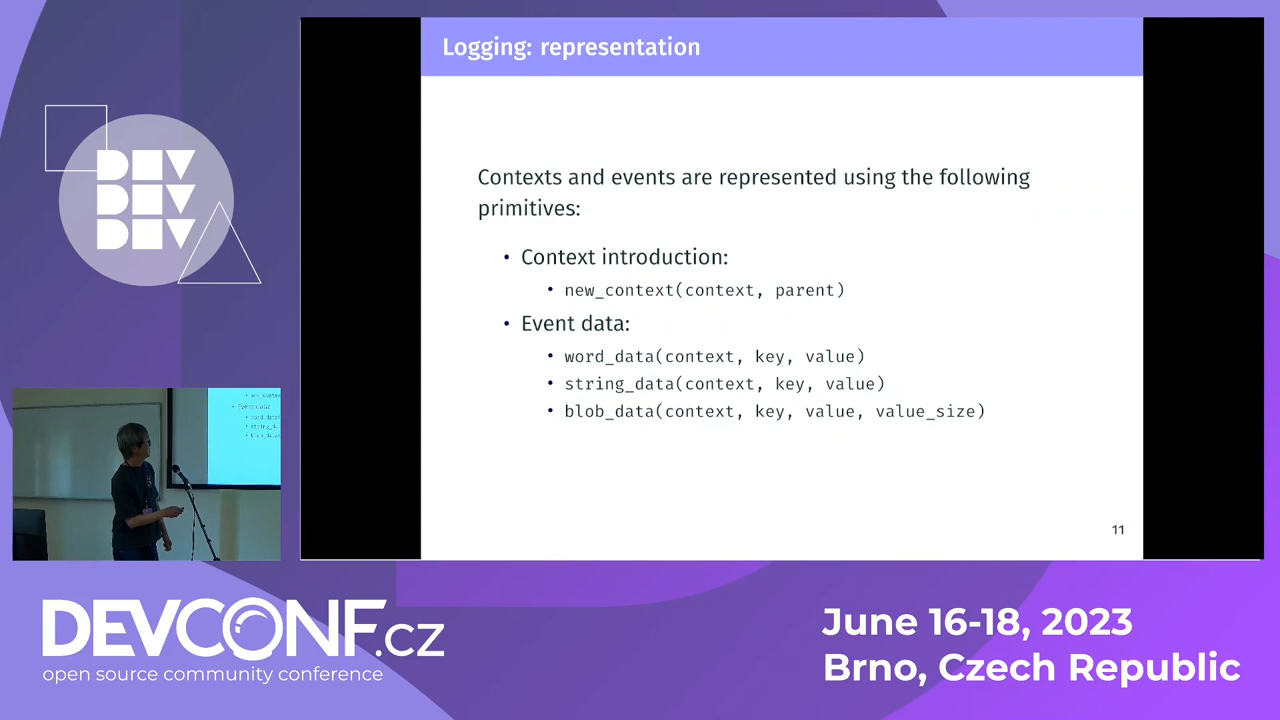 Logging: representation
Contexts and events are represented using the following
primitives:
• Context introduction:
• new_context(context, parent)
• Event data:
• word_data(context, key, value)
• string_data(context, key, value)
• blob_data(context, key, value, value_size)
11
DEV
DEV
DEV
Event data:
DEVCONF.cz
open source community conference
June 16-18, 2023
Brno, Czech Republic